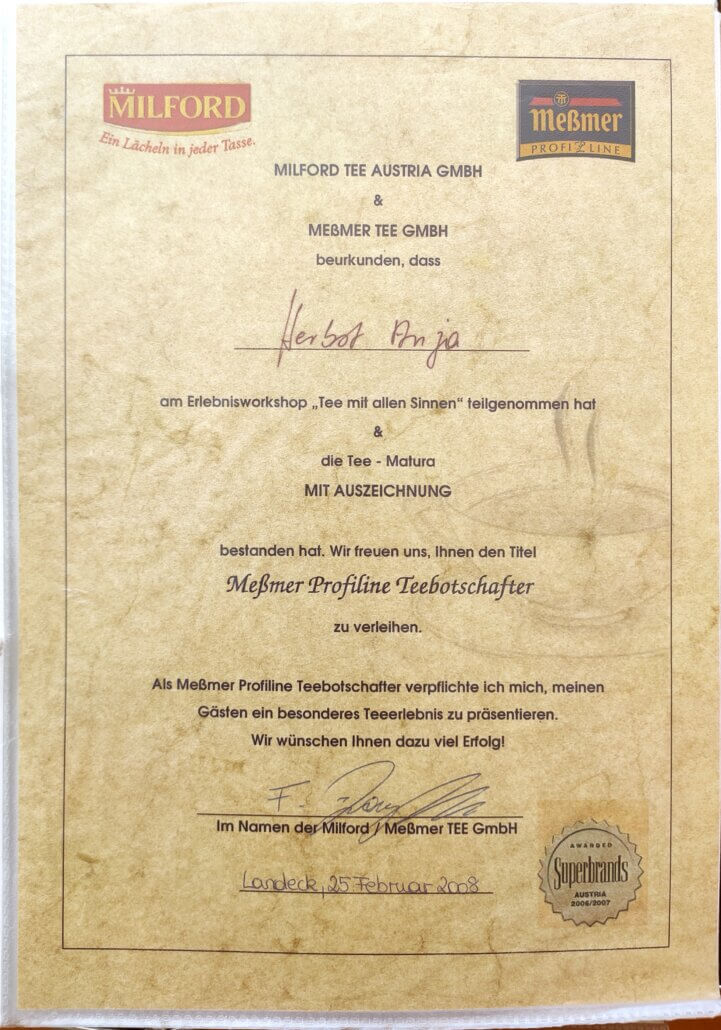 MILFORD
Ein Lächeln in jeder Tasse.
Meßmer
PROFI LINE
MILFORD TEE AUSTRIA GMBH
&
MEßMER TEE GMBH
beurkunden, dass
Herbst Anja
am Erlebnisworkshop „Tee mit allen Sinnen“ teilgenommen hat
&
die Tee - Matura
MIT AUSZEICHNUNG
bestanden hat. Wir freuen uns, Ihnen den Titel
Meßmer Profiline Teebotschafter
zu verleihen.
Als Meßmer Profiline Teebotschafter verpflichte ich mich, meinen
Gästen ein besonderes Teeerlebnis zu präsentieren.
Wir wünschen Ihnen dazu viel Erfolg!
F.
Im Namen der Milford / Meßmer TEE GmbH
Landeck, 25. Februar 2008
AWARDED
Superbrands
AUSTRIA
2006/2007